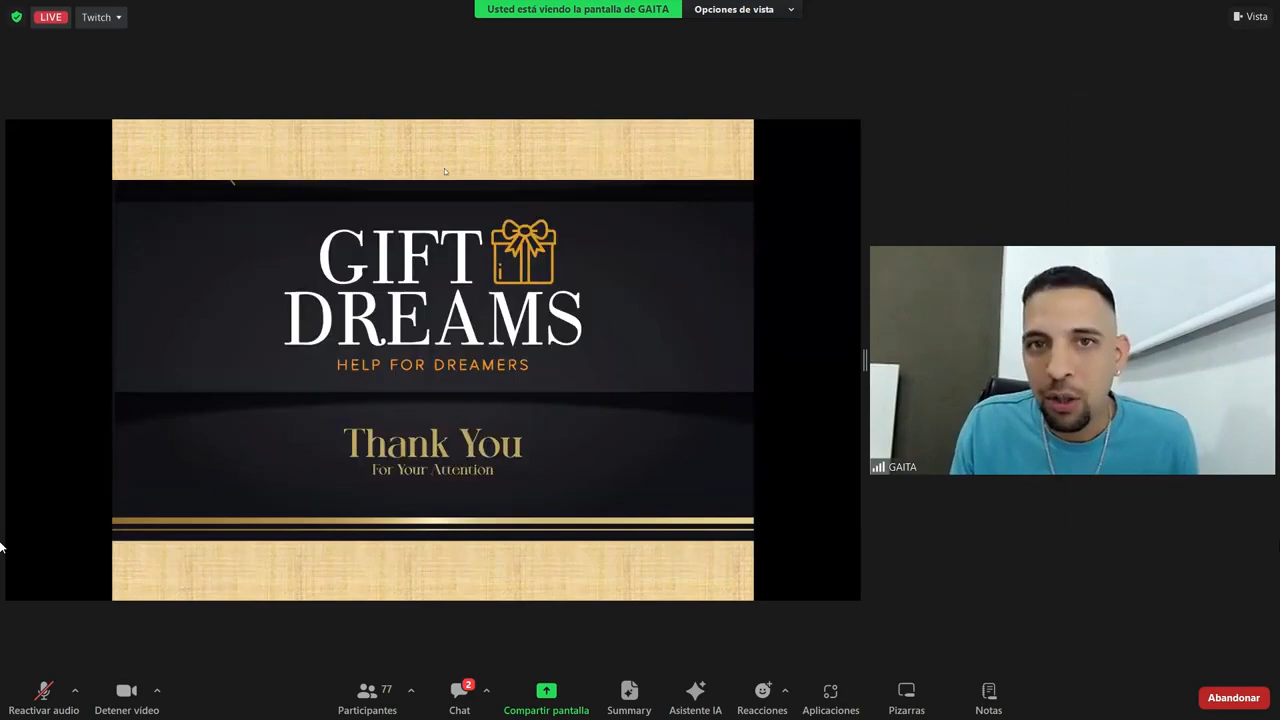 LIVE
Twitch
Usted está viendo la pantalla de GAITA
Opciones de vista
Vista
GIFT
DREAMS
HELP FOR DREAMERS
Thank You
For Your Attention
GAITA
77
2
Reactivar audio
Detener vídeo
Participantes
Chat
Compartir pantalla
Summary
Asistente IA
Reacciones
Aplicaciones
Pizarras
Notas
Abandonar